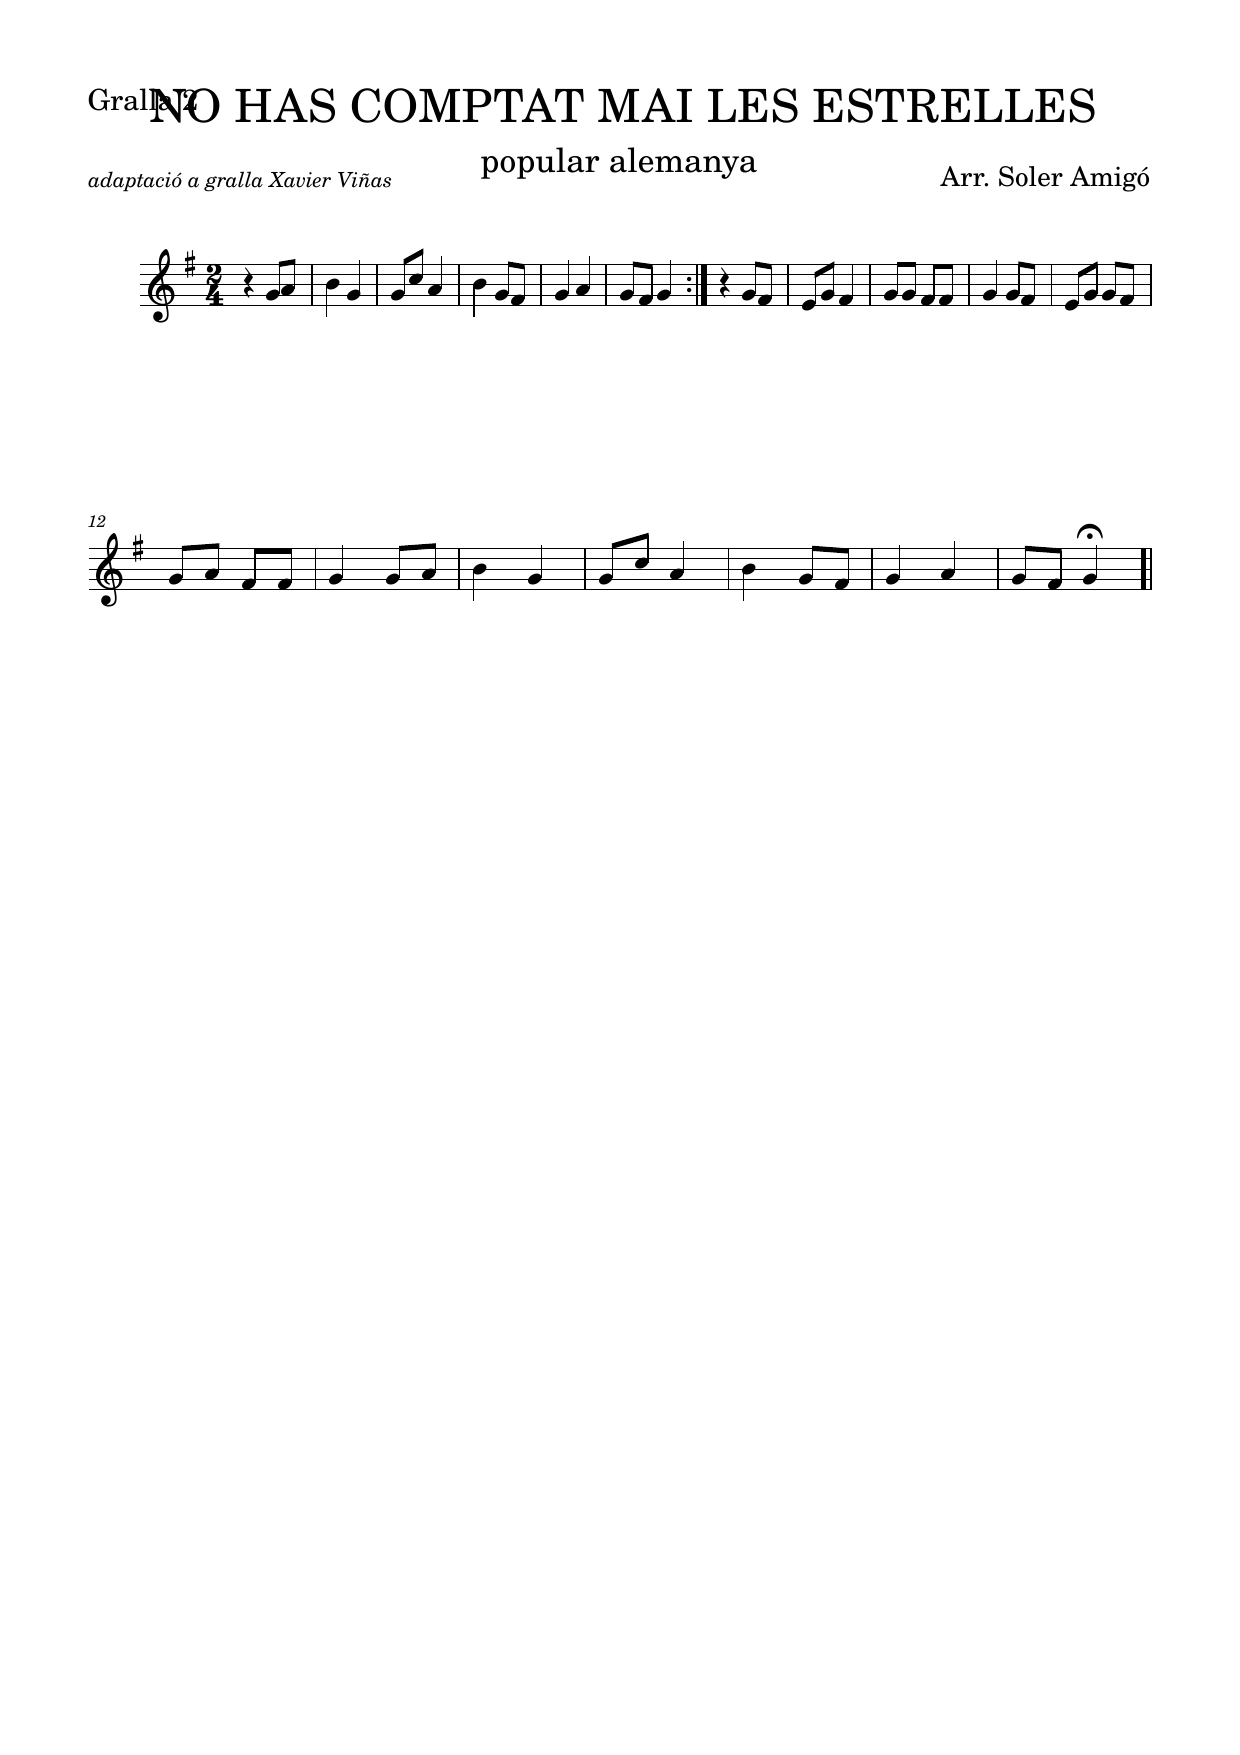 Gralla 2
NO HAS COMPTAT MAI LES ESTRELLES
popular alemanya
adaptació a gralla Xavier Viñas
Arr. Soler Amigó
2
4
12